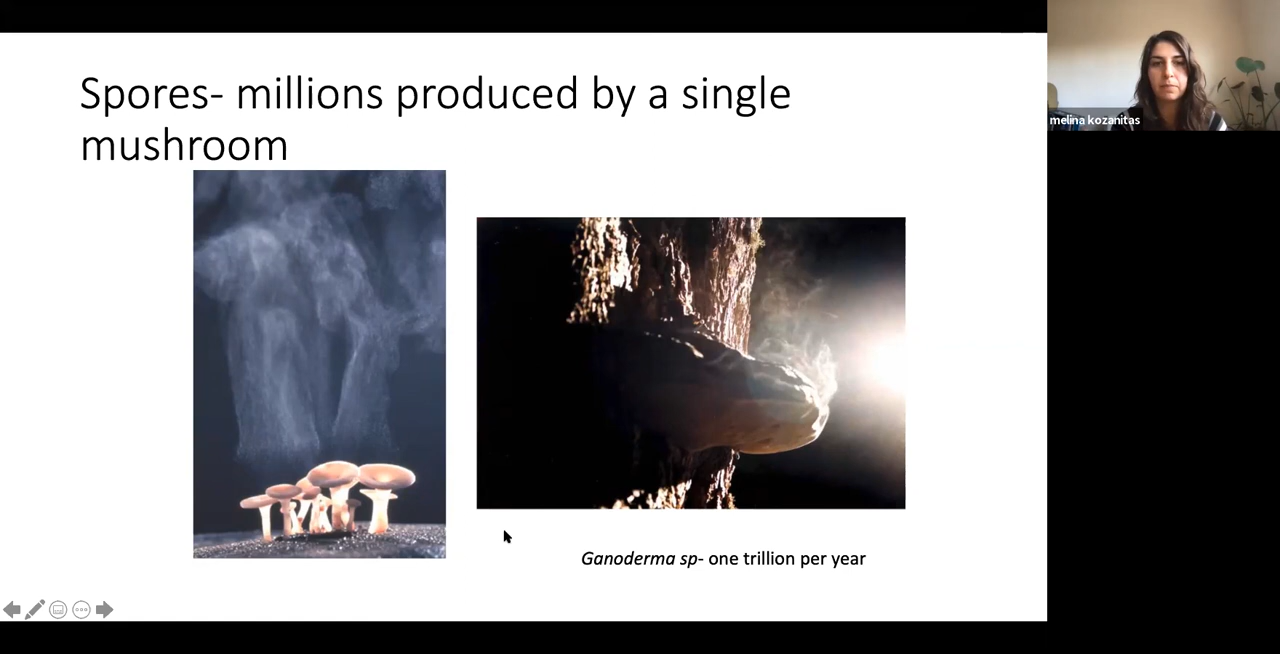 Spores- millions produced by a single
mushroom
melina kozanitas
Ganoderma sp- one trillion per year